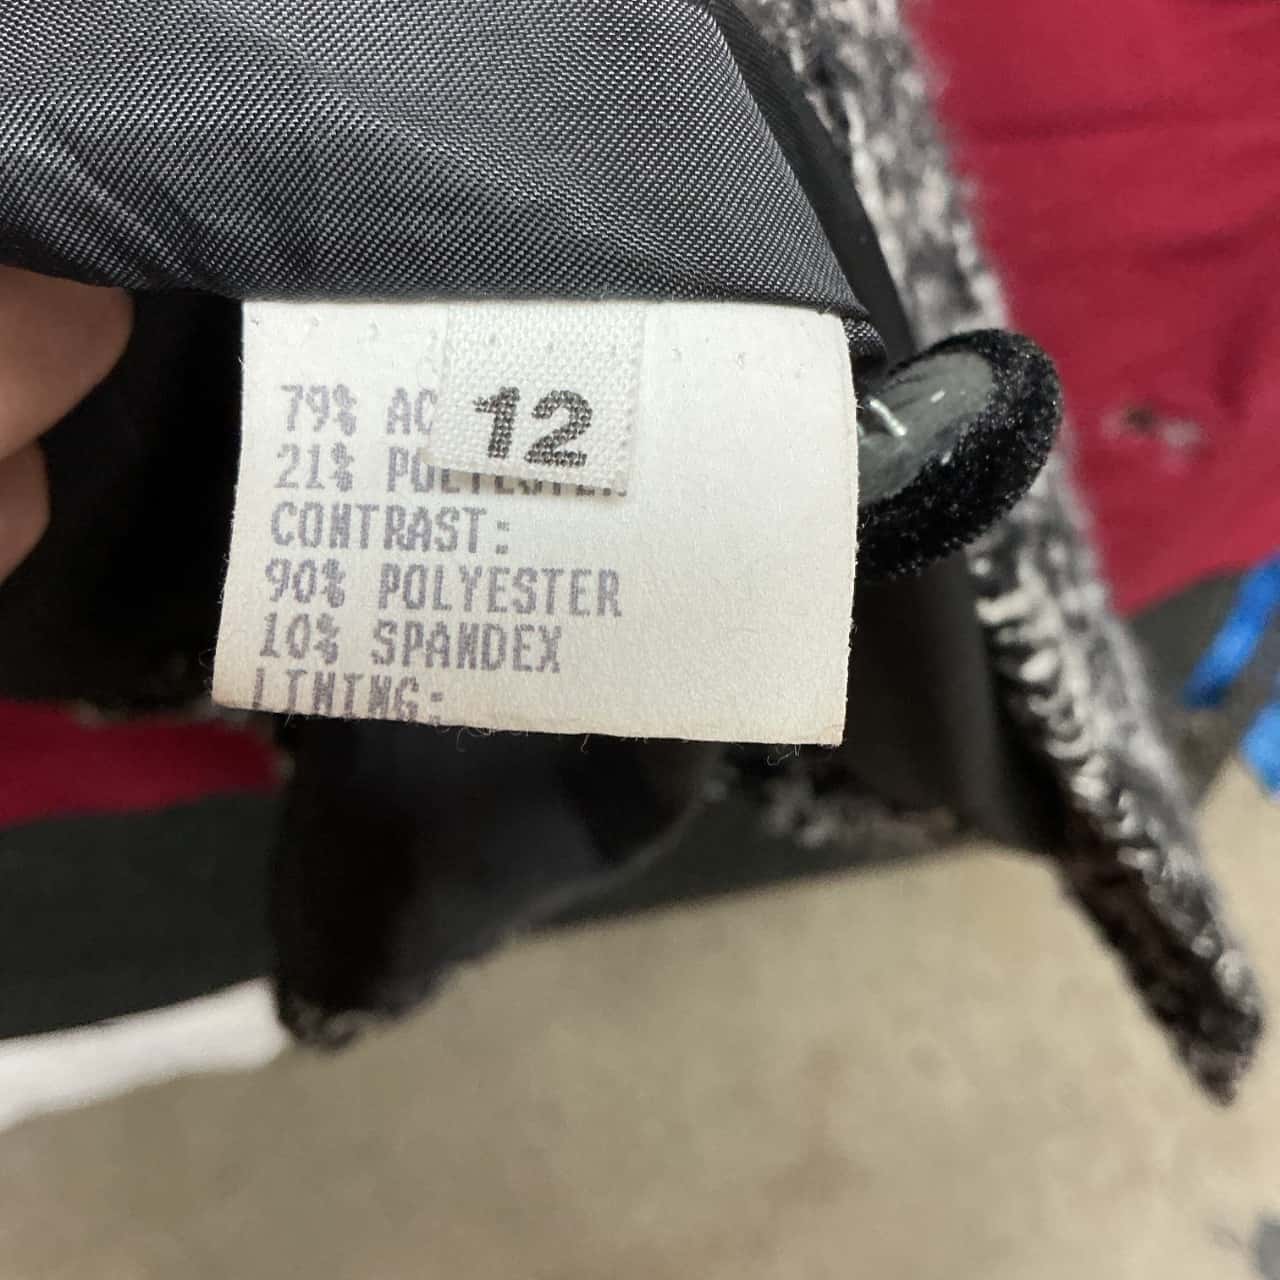 12
79% AC
21% POLYESTER
CONTRAST:
90% POLYESTER
10% SPANDEX
LINING: